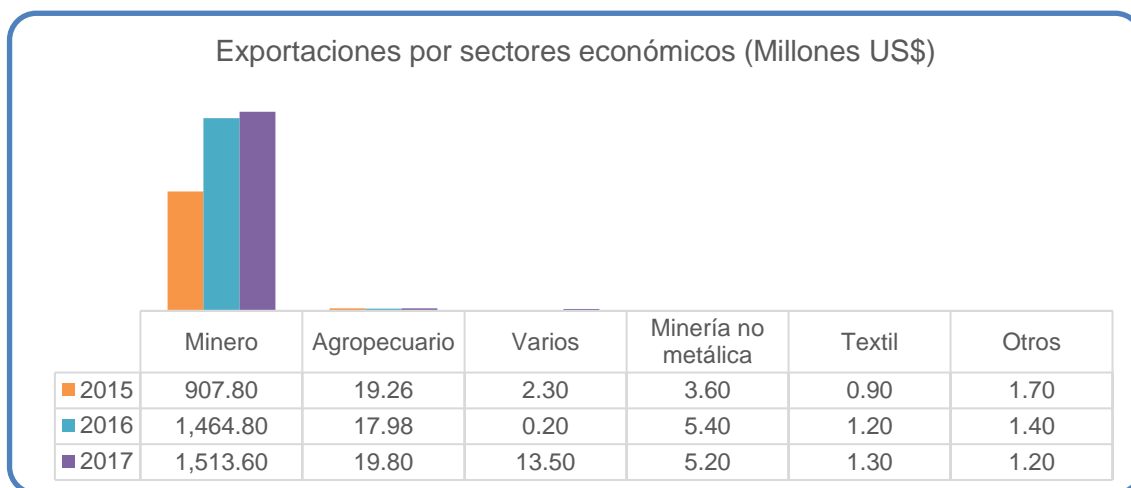 Exportaciones por sectores económicos (Millones US$)
Minero Agropecuario Varios Minería no metálica Textil Otros
2015 907.80 19.26 2.30 3.60 0.90 1.70
2016 1,464.80 17.98 0.20 5.40 1.20 1.40
2017 1,513.60 19.80 13.50 5.20 1.30 1.20